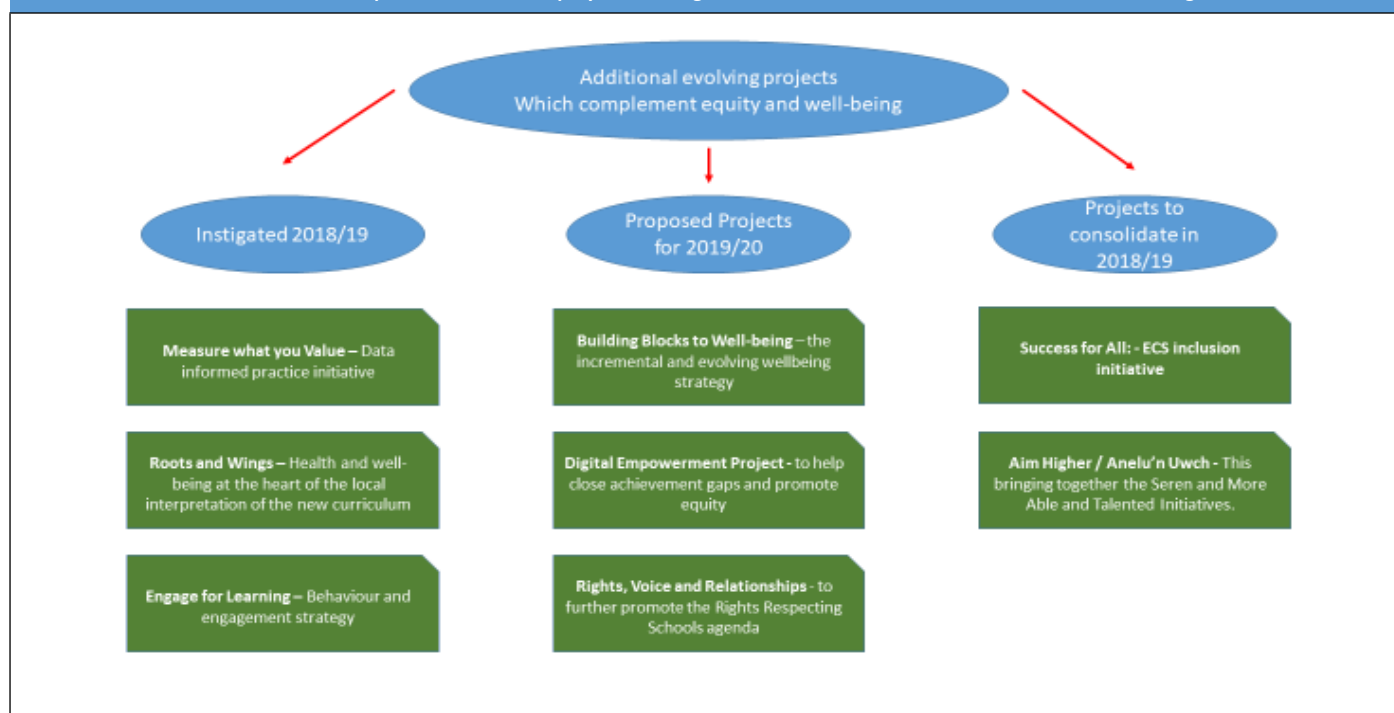 Additional evolving projects
Which complement equity and well-being
Instigated 2018/19
Proposed Projects
for 2019/20
Projects to
consolidate in
2018/19
Measure what you Value – Data
informed practice initiative
Roots and Wings – Health and well-
being at the heart of the local
interpretation of the new curriculum
Engage for Learning – Behaviour and
engagement strategy
Building Blocks to Well-being – the
incremental and evolving wellbeing
strategy
Digital Empowerment Project - to help
close achievement gaps and promote
equity
Rights, Voice and Relationships - to
further promote the Rights Respecting
Schools agenda
Success for All: - ECS inclusion
initiative
Aim Higher / Anelu’n Uwch - This
bringing together the Seren and More
Able and Talented Initiatives.